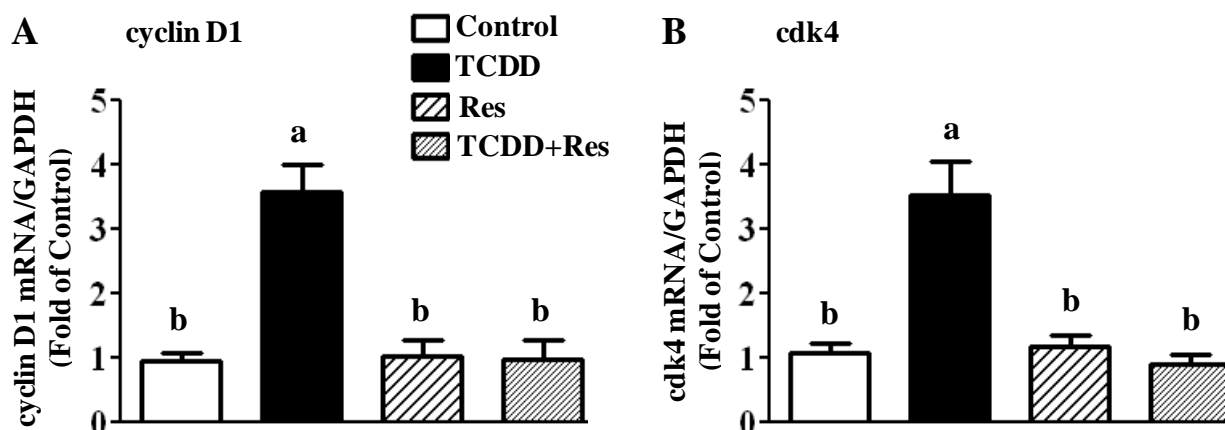 A cyclin D1
Control
TCDD
Res
TCDD+Res
cyclin D1 mRNA/GAPDH
(Fold of Control)
5
4
3
2
1
0
b
a
b
b
B cdk4
cdk4 mRNA/GAPDH
(Fold of Control)
5
4
3
2
1
0
b
a
b
b